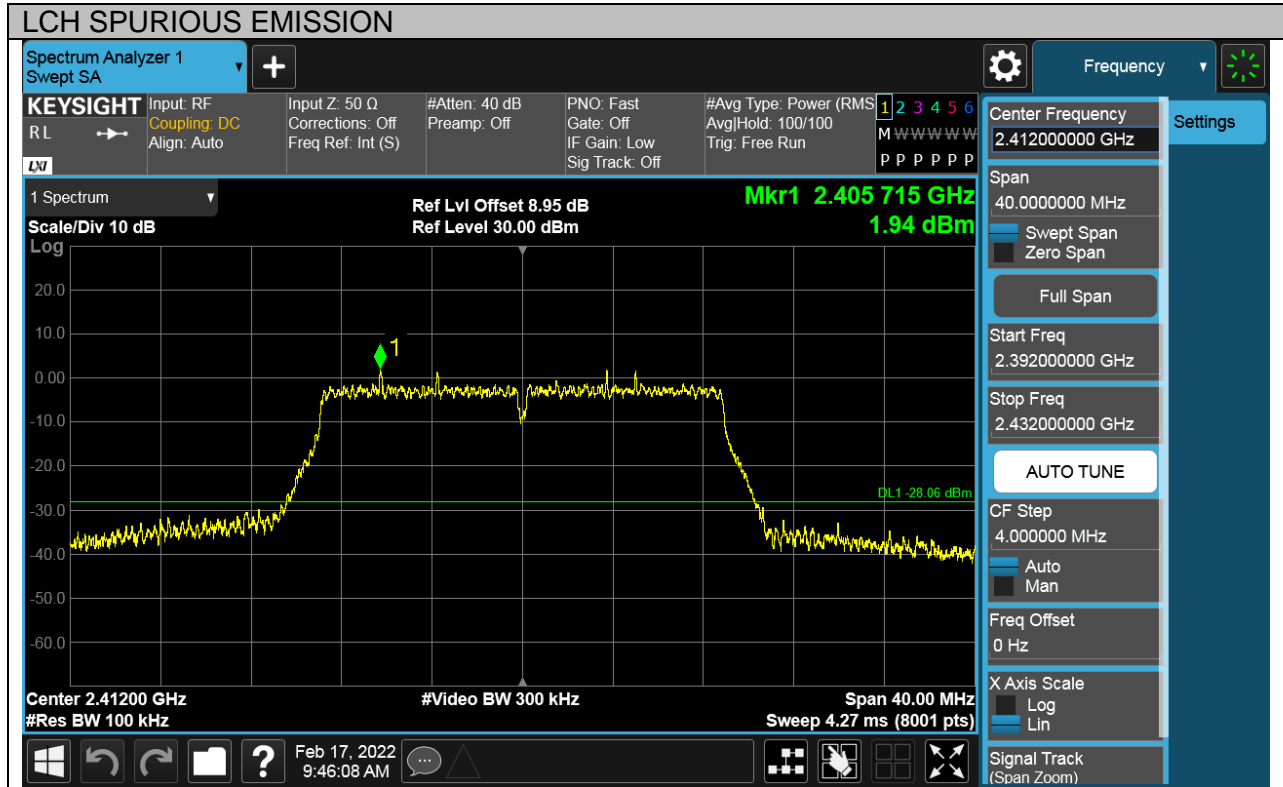 LCH SPURIOUS EMISSION
Spectrum Analyzer 1
Swept SA
Frequency
KEYSIGHT
R L
LXI
Input: RF
Coupling: DC
Align: Auto
Input Z: 50 Ω
Corrections: Off
Freq Ref: Int (S)
#Atten: 40 dB
Preamp: Off
PNO: Fast
Gate: Off
IF Gain: Low
Sig Track: Off
#Avg Type: Power (RMS
Avg|Hold: 100/100
Trig: Free Run
1 2 3 4 5 6
M W W W W W
P P P P P P
1 Spectrum
Scale/Div 10 dB
Ref Lvl Offset 8.95 dB
Ref Level 30.00 dBm
Mkr1 2.405 715 GHz
1.94 dBm
Log
20.0
10.0
0.00
-10.0
-20.0
-30.0
-40.0
-50.0
-60.0
1
DL1 -28.06 dBm
Center 2.41200 GHz
#Res BW 100 kHz
#Video BW 300 kHz
Span 40.00 MHz
Sweep 4.27 ms (8001 pts)
Center Frequency
2.412000000 GHz
Settings
Span
40.0000000 MHz
Swept Span
Zero Span
Full Span
Start Freq
2.392000000 GHz
Stop Freq
2.432000000 GHz
AUTO TUNE
CF Step
4.000000 MHz
Auto
Man
Freq Offset
0 Hz
X Axis Scale
Log
Lin
Signal Track
(Span Zoom)
?
Feb 17, 2022
9:46:08 AM